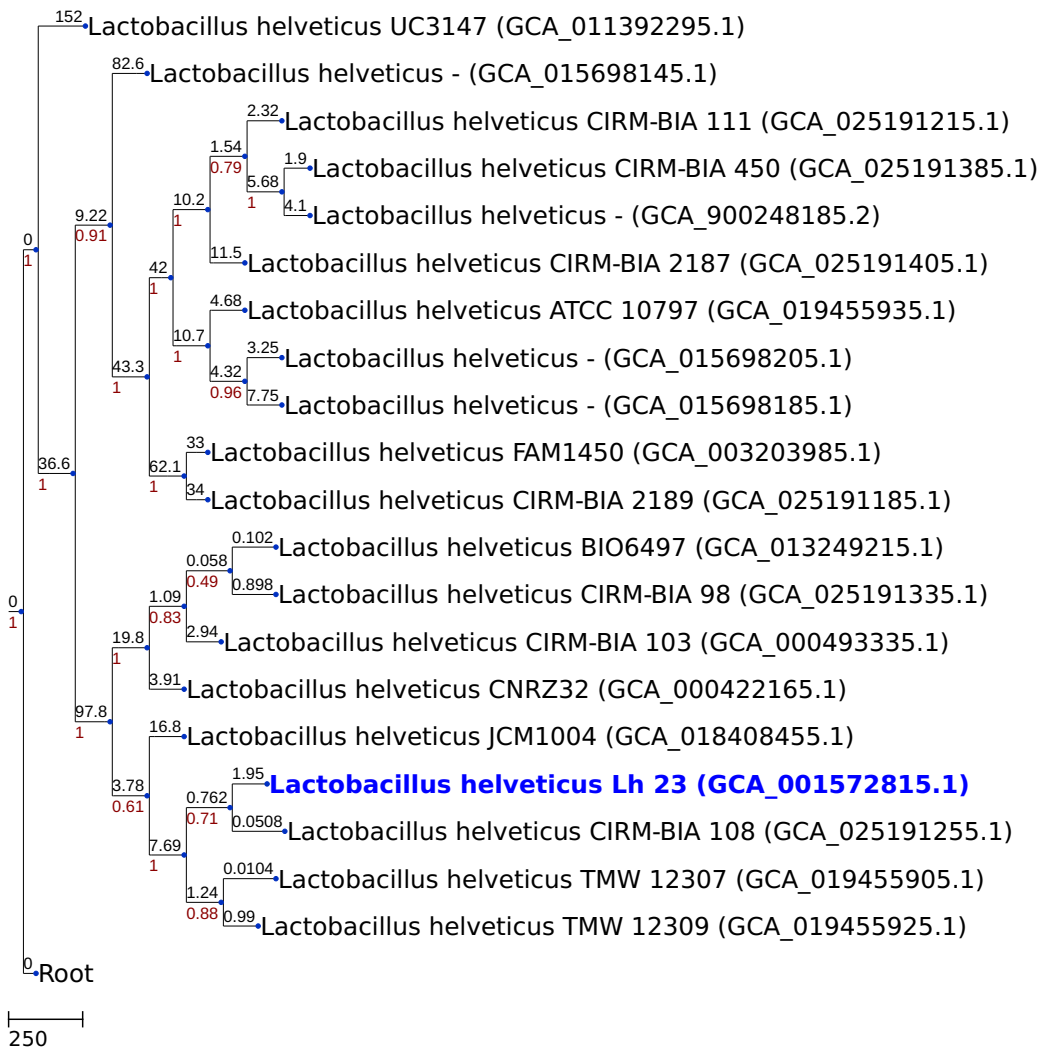 152
Lactobacillus helveticus UC3147 (GCA_011392295.1)
82.6
Lactobacillus helveticus - (GCA_015698145.1)
2.32
Lactobacillus helveticus CIRM-BIA 111 (GCA_025191215.1)
1.54
0.79
1.9
Lactobacillus helveticus CIRM-BIA 450 (GCA_025191385.1)
5.68
1
4.1
Lactobacillus helveticus - (GCA_900248185.2)
10.2
1
9.22
0.91
0
1
11.5
Lactobacillus helveticus CIRM-BIA 2187 (GCA_025191405.1)
42
1
4.68
Lactobacillus helveticus ATCC 10797 (GCA_019455935.1)
10.7
1
3.25
Lactobacillus helveticus - (GCA_015698205.1)
43.3
1
4.32
0.96
7.75
Lactobacillus helveticus - (GCA_015698185.1)
33
Lactobacillus helveticus FAM1450 (GCA_003203985.1)
36.6
1
62.1
1
34
Lactobacillus helveticus CIRM-BIA 2189 (GCA_025191185.1)
0.102
Lactobacillus helveticus BIO6497 (GCA_013249215.1)
0.058
0.49
0.898
Lactobacillus helveticus CIRM-BIA 98 (GCA_025191335.1)
0
1
1.09
0.83
2.94
Lactobacillus helveticus CIRM-BIA 103 (GCA_000493335.1)
19.8
1
3.91
Lactobacillus helveticus CNRZ32 (GCA_000422165.1)
97.8
1
16.8
Lactobacillus helveticus JCM1004 (GCA_018408455.1)
1.95
Lactobacillus helveticus Lh 23 (GCA_001572815.1)
3.78
0.61
0.762
0.71
0.0508
Lactobacillus helveticus CIRM-BIA 108 (GCA_025191255.1)
7.69
1
0.0104
Lactobacillus helveticus TMW 12307 (GCA_019455905.1)
1.24
0.88
0.99
Lactobacillus helveticus TMW 12309 (GCA_019455925.1)
0
Root
250